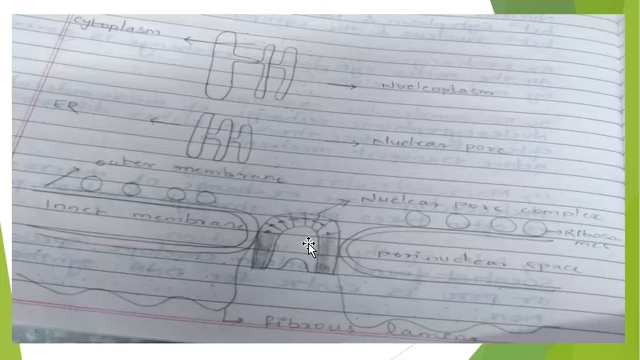 Cytoplasm
Nucleoplasm
ER
Nuclear pore
outer membrane
Nuclear pore complex
Inner membrane
Ribosomes
perinuclear space
fibrous lamina